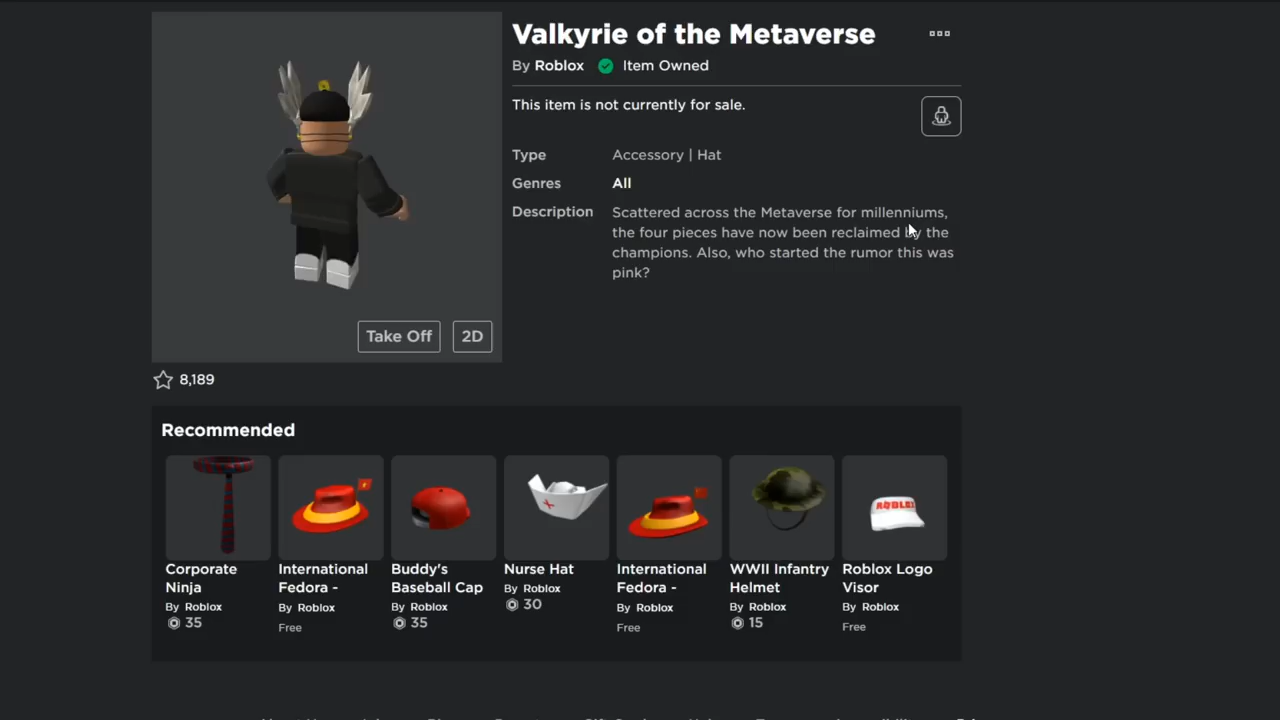 Valkyrie of the Metaverse
By Roblox Item Owned
This item is not currently for sale.
Type Accessory | Hat
Genres All
Description Scattered across the Metaverse for millenniums,
the four pieces have now been reclaimed by the
champions. Also, who started the rumor this was
pink?
Take Off 2D
8,189
Recommended
ROBLOX
Corporate Ninja
By Roblox
35
International Fedora -
By Roblox
Free
Buddy's Baseball Cap
By Roblox
35
Nurse Hat
By Roblox
30
International Fedora -
By Roblox
Free
WWII Infantry Helmet
By Roblox
15
Roblox Logo Visor
By Roblox
Free